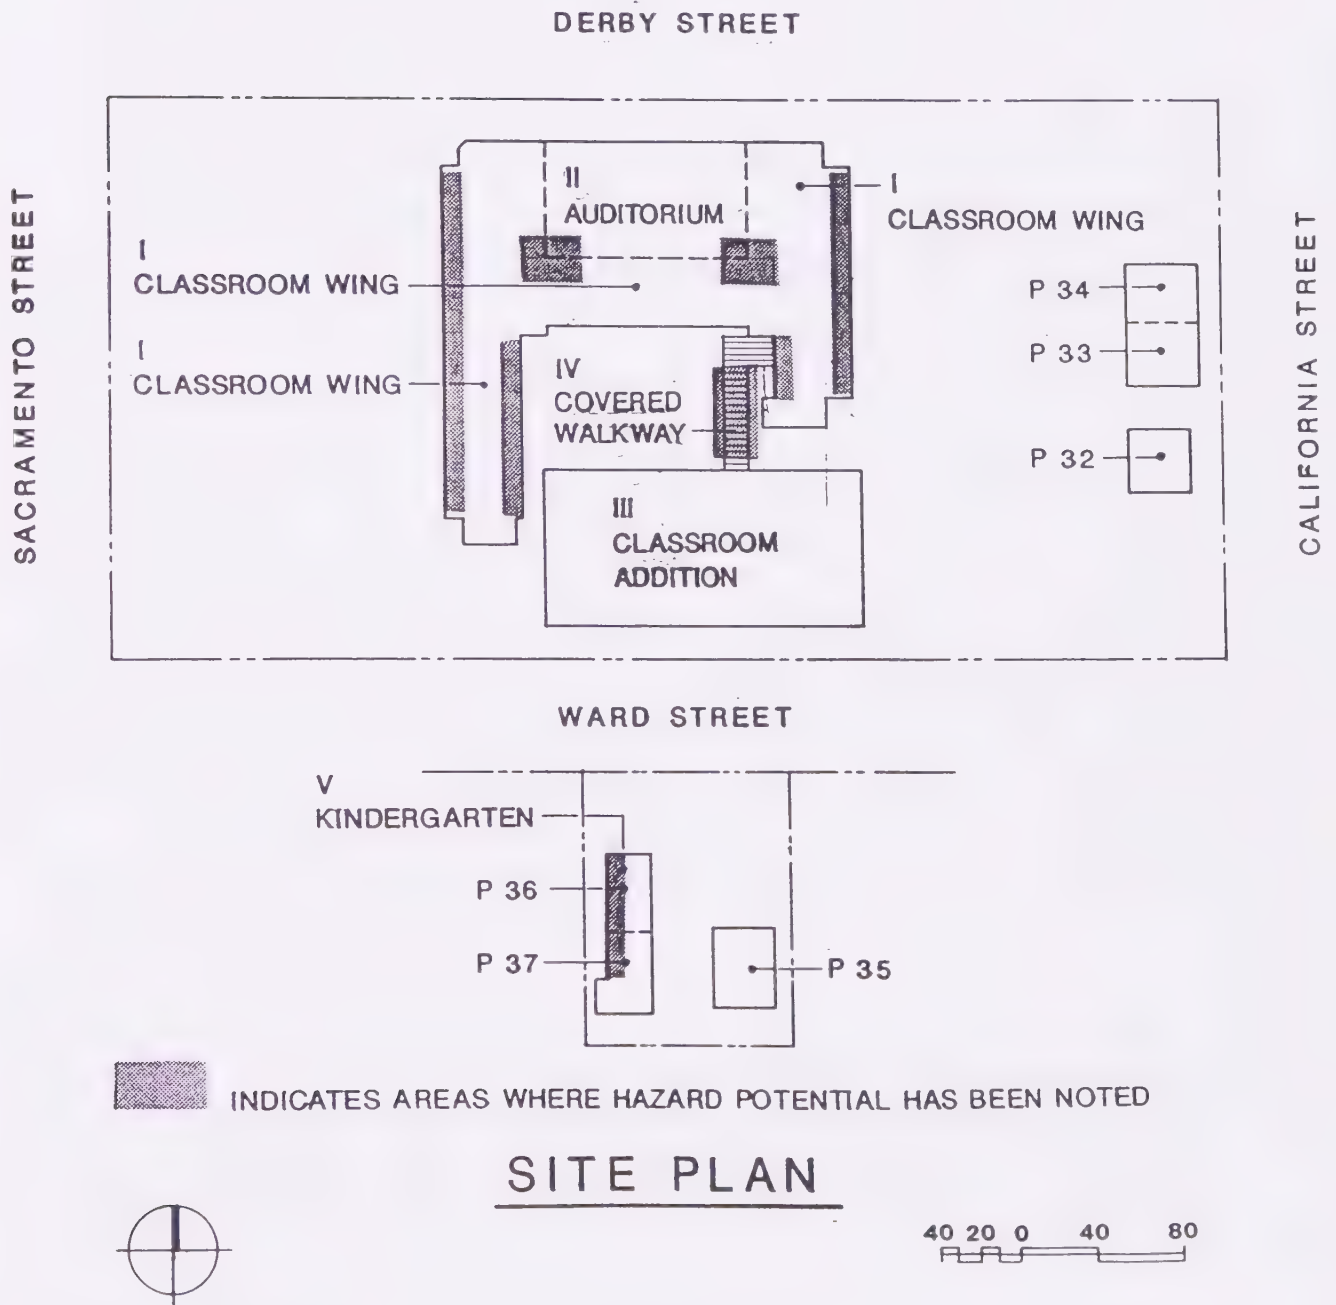 DERBY STREET
SACRAMENTO STREET
CALIFORNIA STREET
II
AUDITORIUM
I
CLASSROOM WING
I
CLASSROOM WING
I
CLASSROOM WING
P 34
P 33
P 32
IV
COVERED
WALKWAY
III
CLASSROOM
ADDITION
WARD STREET
V
KINDERGARTEN
P 36
P 37
P 35
INDICATES AREAS WHERE HAZARD POTENTIAL HAS BEEN NOTED
SITE PLAN
40 20 0 40 80